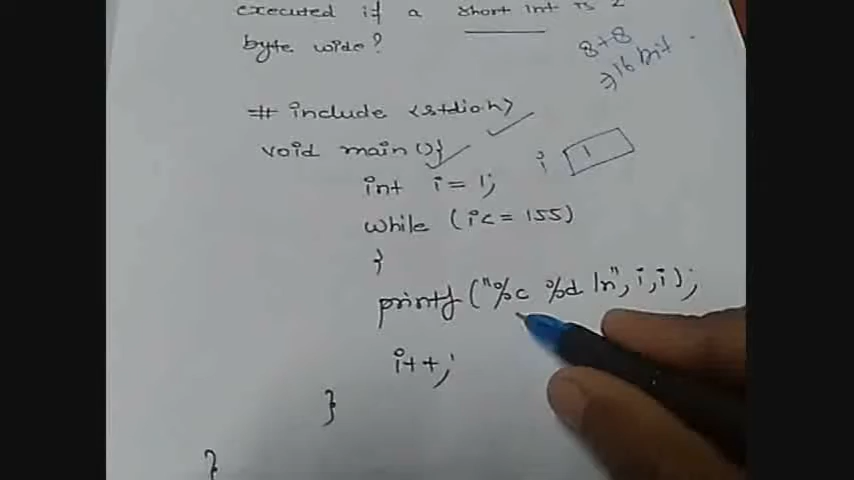 executed if a short int is 2
byte wide?
8+8
⇒ 16 bit
# include <stdio.h>
void main(){
i 1
int i = 1;
while (i<= 155)
}
printf ("%c %d \n", i, i);
i++;
}
}